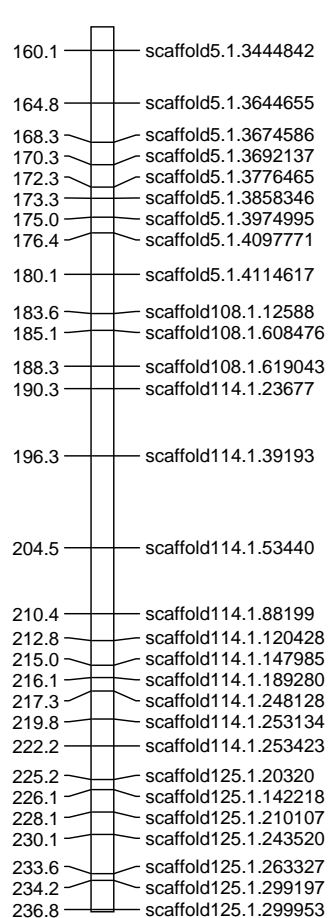 160.1 scaffold5.1.3444842
164.8 scaffold5.1.3644655
168.3 scaffold5.1.3674586
170.3 scaffold5.1.3692137
172.3 scaffold5.1.3776465
173.3 scaffold5.1.3858346
175.0 scaffold5.1.3974995
176.4 scaffold5.1.4097771
180.1 scaffold5.1.4114617
183.6 scaffold108.1.12588
185.1 scaffold108.1.608476
188.3 scaffold108.1.619043
190.3 scaffold114.1.23677
196.3 scaffold114.1.39193
204.5 scaffold114.1.53440
210.4 scaffold114.1.88199
212.8 scaffold114.1.120428
215.0 scaffold114.1.147985
216.1 scaffold114.1.189280
217.3 scaffold114.1.248128
219.8 scaffold114.1.253134
222.2 scaffold114.1.253423
225.2 scaffold125.1.20320
226.1 scaffold125.1.142218
228.1 scaffold125.1.210107
230.1 scaffold125.1.243520
233.6 scaffold125.1.263327
234.2 scaffold125.1.299197
236.8 scaffold125.1.299953